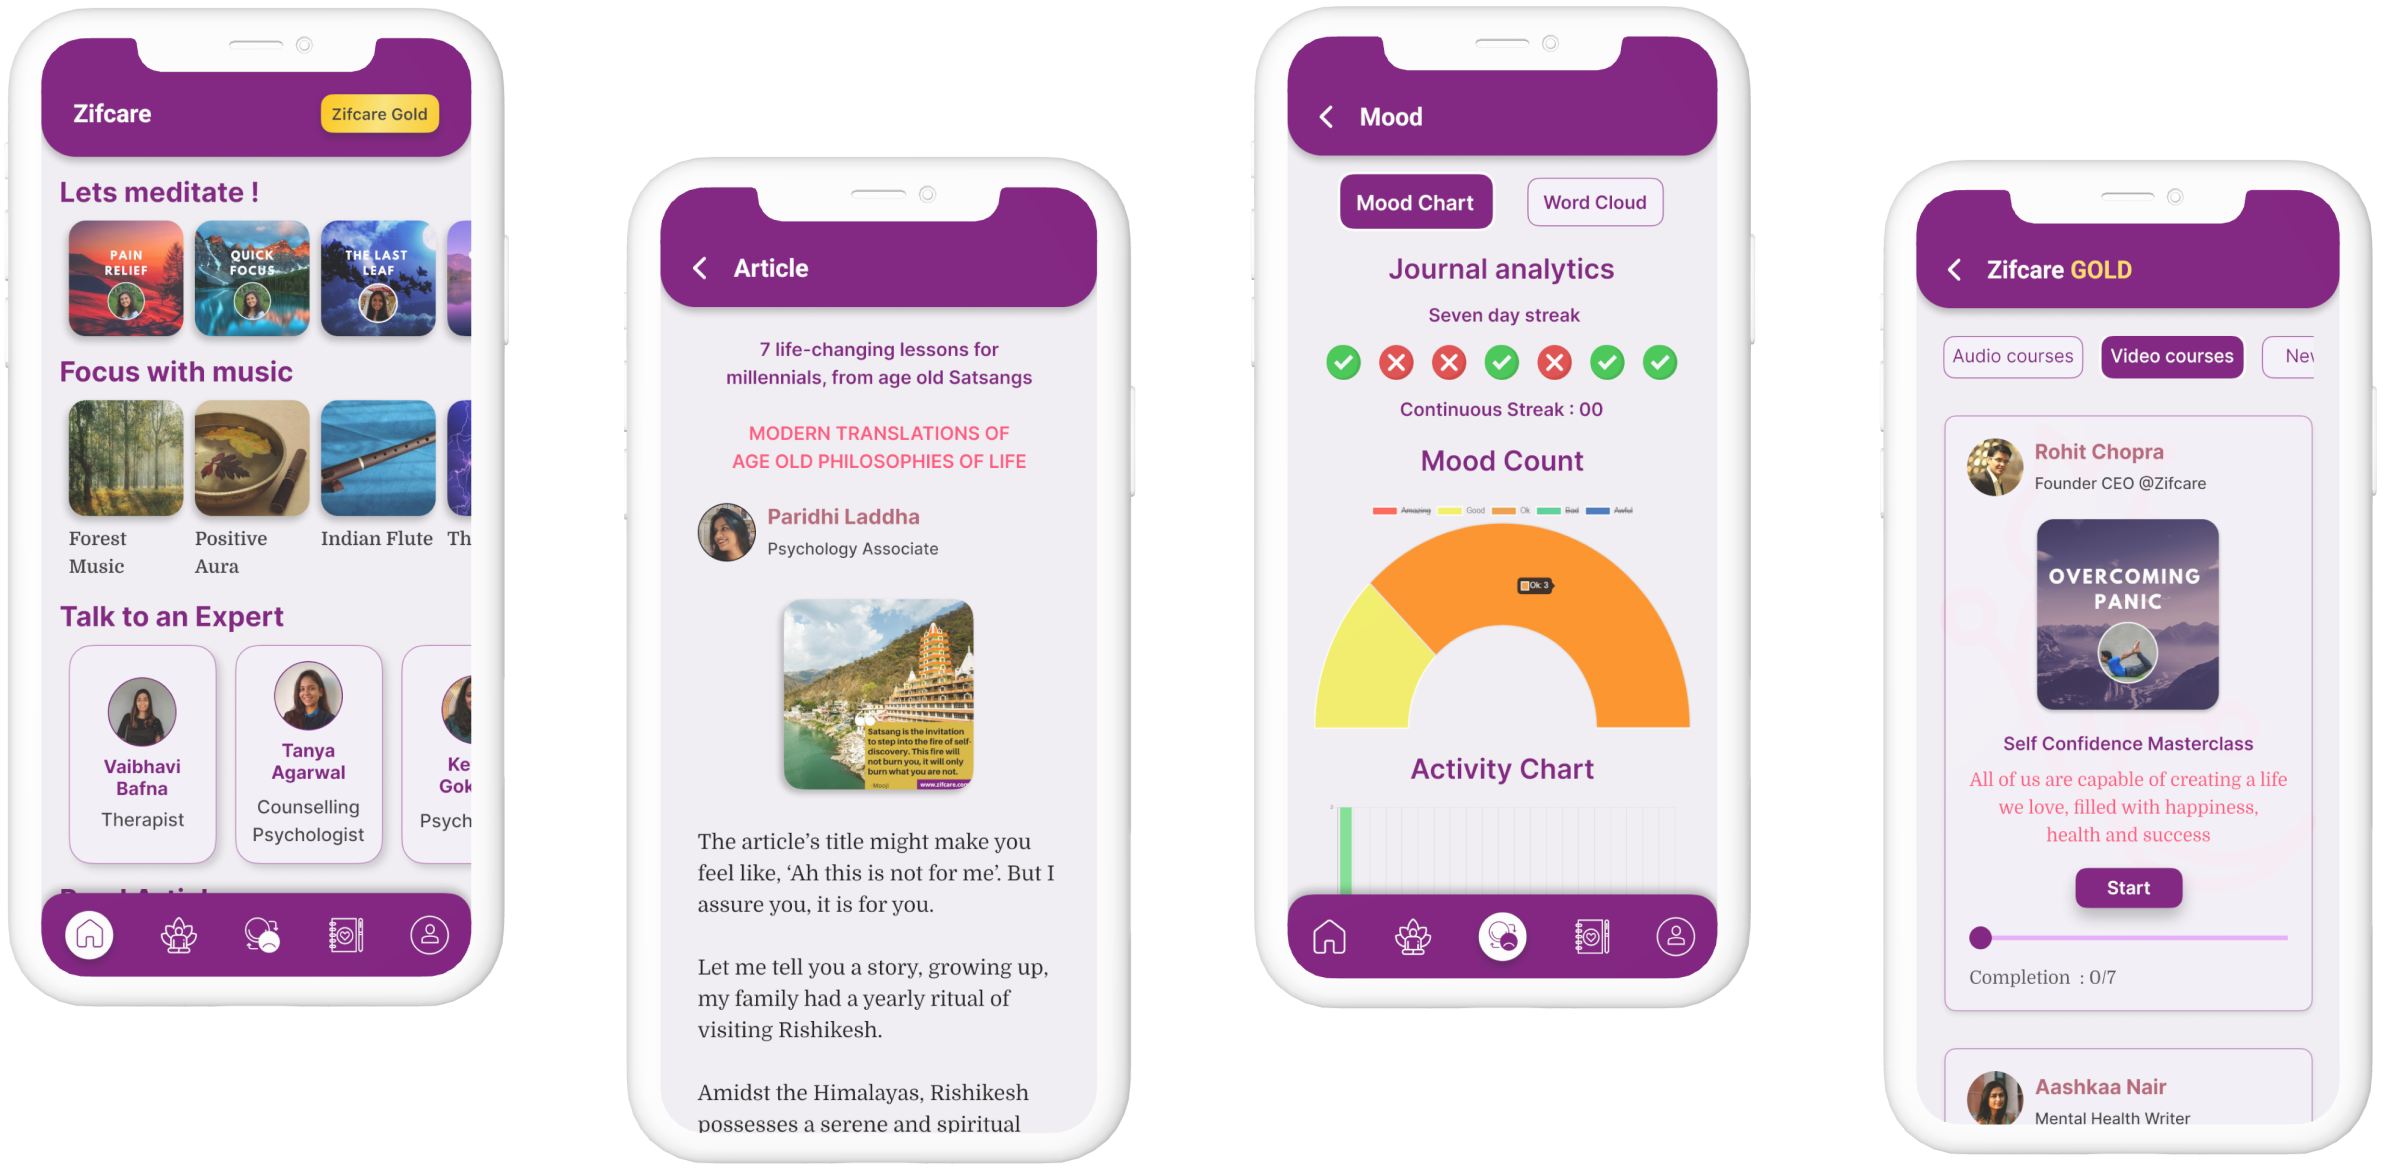 Zifcare
Zifcare Gold
Lets meditate !
PAIN
RELIEF
QUICK
FOCUS
THE LAST
LEAF
Focus with music
Forest
Music
Positive
Aura
Indian Flute
Th
Talk to an Expert
Vaibhavi
Bafna
Therapist
Tanya
Agarwal
Counselling
Psychologist
Ke
Gok
Psych
Article
7 life-changing lessons for
millennials, from age old Satsangs
MODERN TRANSLATIONS OF
AGE OLD PHILOSOPHIES OF LIFE
Paridhi Laddha
Psychology Associate
Satsang is the invitation
to step into the fire of self-
discovery. This fire will
not burn you, it will only
burn what you are not.
Mooji
www.zifcare.com
The article’s title might make you
feel like, ‘Ah this is not for me’. But I
assure you, it is for you.
Let me tell you a story, growing up,
my family had a yearly ritual of
visiting Rishikesh.
Amidst the Himalayas, Rishikesh
possesses a serene and spiritual
Mood
Mood Chart
Word Cloud
Journal analytics
Seven day streak
Continuous Streak : 00
Mood Count
Amazing
Good
Ok
Bad
Awful
Ok: 3
Activity Chart
Zifcare GOLD
Audio courses
Video courses
Nev
Rohit Chopra
Founder CEO @Zifcare
OVERCOMING
PANIC
Self Confidence Masterclass
All of us are capable of creating a life
we love, filled with happiness,
health and success
Start
Completion : 0/7
Aashkaa Nair
Mental Health Writer